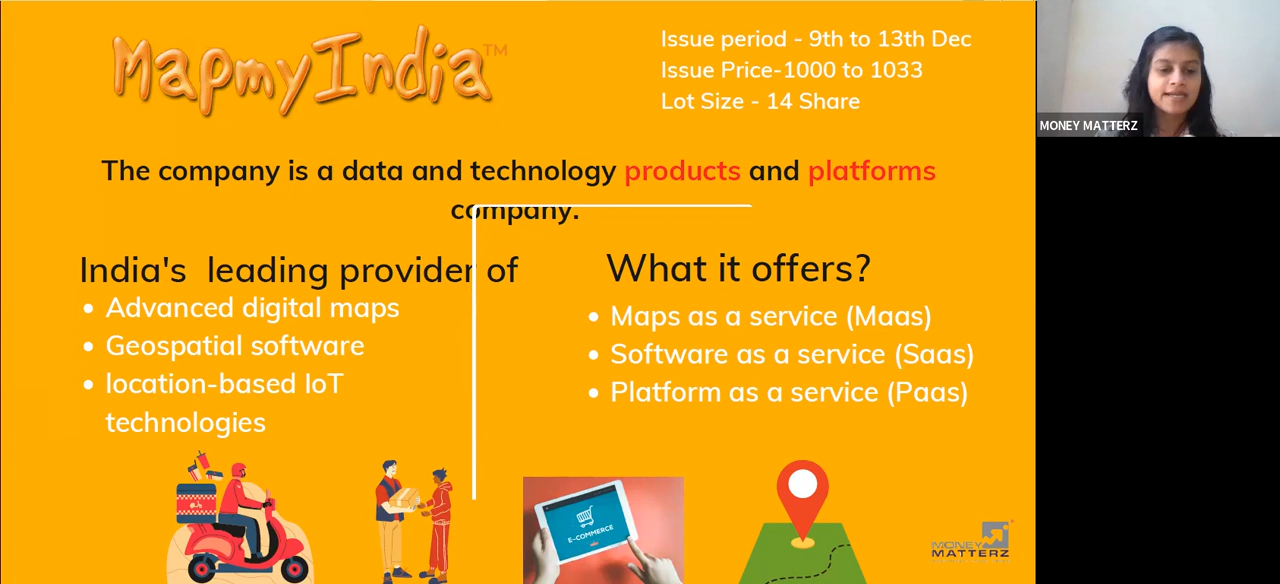 MapmyIndia™
Issue period - 9th to 13th Dec
Issue Price-1000 to 1033
Lot Size - 14 Share
MONEY MATTERZ
The company is a data and technology products and platforms
company.
India's leading provider of
• Advanced digital maps
• Geospatial software
• location-based IoT
technologies
What it offers?
• Maps as a service (Maas)
• Software as a service (Saas)
• Platform as a service (Paas)
E-COMMERCE
MONEY
MATTERZ